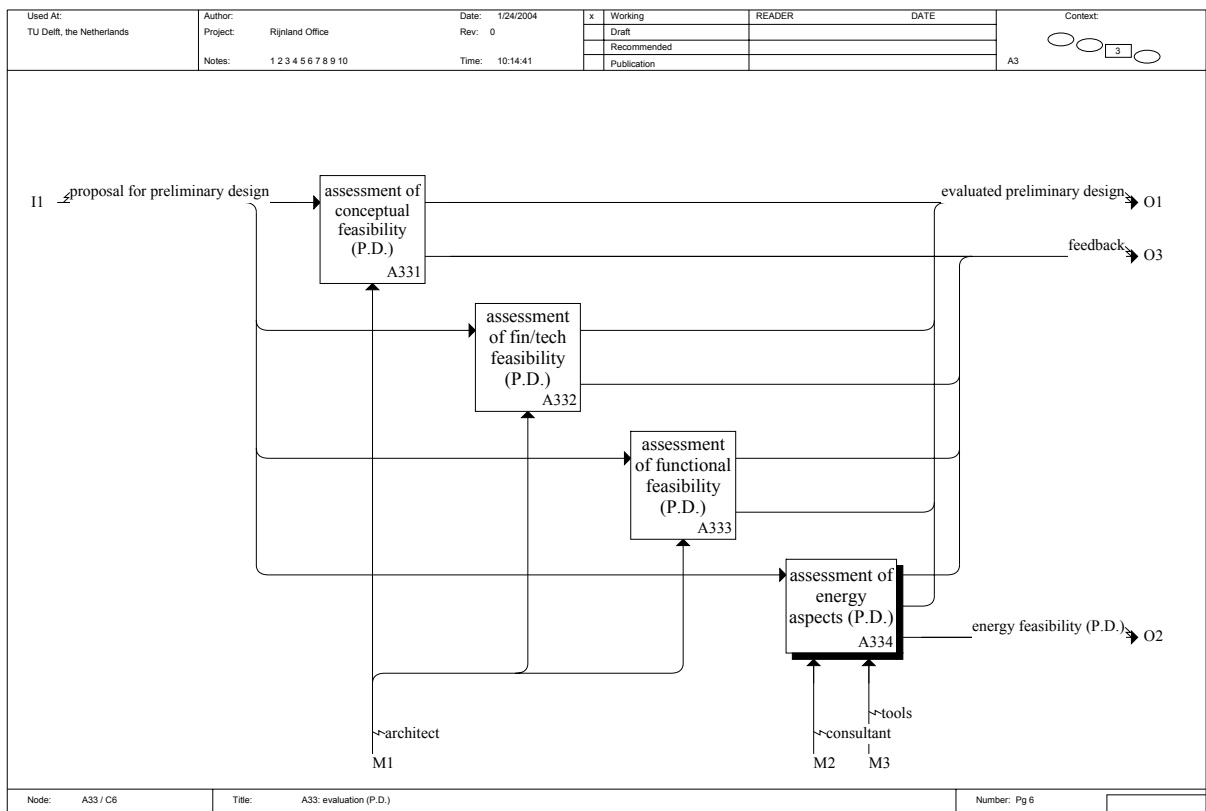 Used At:
TU Delft, the Netherlands
Author:
Project: Rijnland Office
Notes: 1 2 3 4 5 6 7 8 9 10
Date: 1/24/2004
Rev: 0
Time: 10:14:41
x Working
Draft
Recommended
Publication
READER DATE
Context:
3
A3
I1
proposal for preliminary design
assessment of
conceptual
feasibility
(P.D.)
A331
evaluated preliminary design
O1
feedback
O3
assessment
of fin/tech
feasibility
(P.D.)
A332
assessment
of functional
feasibility
(P.D.)
A333
assessment of
energy
aspects (P.D.)
A334
energy feasibility (P.D.)
O2
architect
M1
tools
consultant
M2
M3
Node: A33 / C6
Title: A33: evaluation (P.D.)
Number: Pg 6